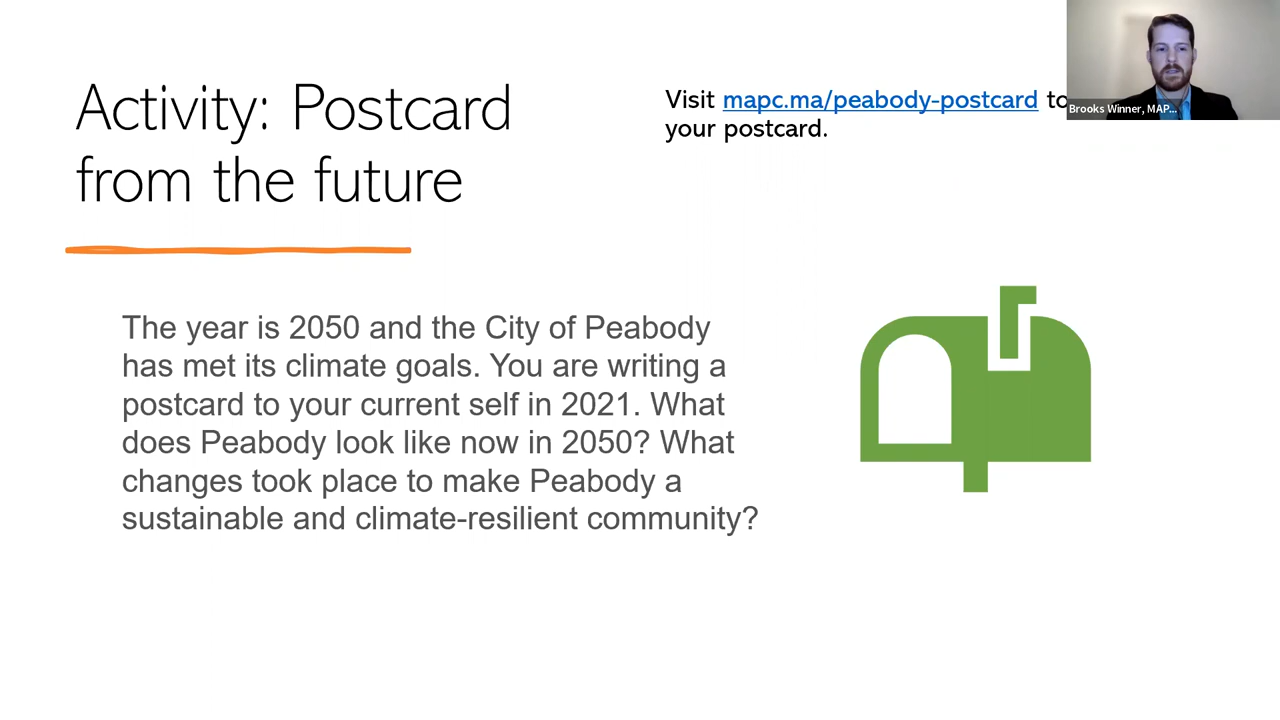 Activity: Postcard
from the future
Visit mapc.ma/peabody-postcard to
your postcard.
Brooks Winner, MAP...
The year is 2050 and the City of Peabody
has met its climate goals. You are writing a
postcard to your current self in 2021. What
does Peabody look like now in 2050? What
changes took place to make Peabody a
sustainable and climate-resilient community?